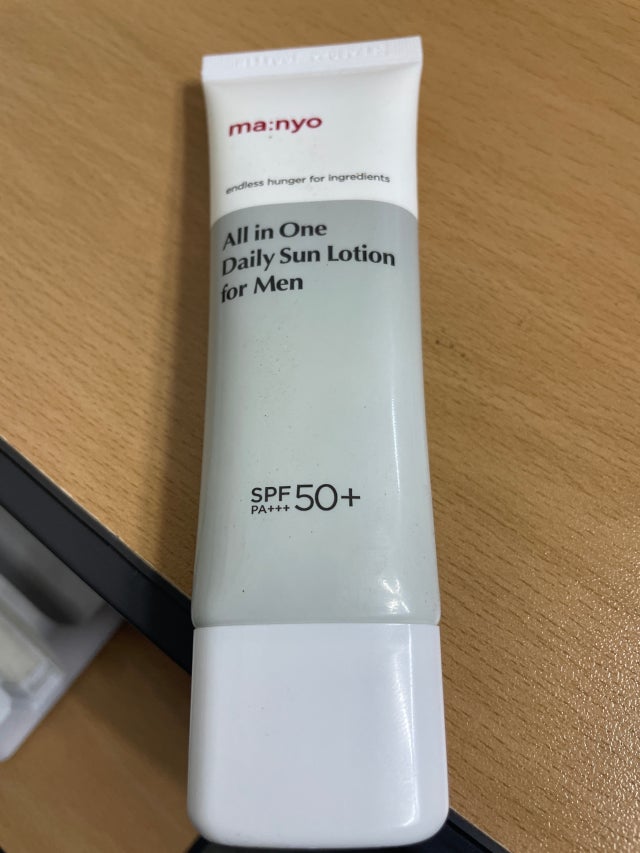 ma:nyo
endless hunger for ingredients
All in One
Daily Sun Lotion
for Men
SPF 50+
PA+++